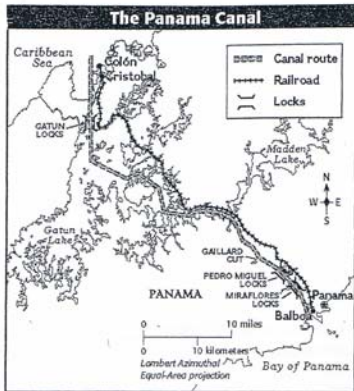 The Panama Canal
Caribbean
Sea
Colón
Cristobal
Canal route
Railroad
Locks
GATUN
LOCKS
Madden
Lake
N
W E
S
Gatun
Lake
GAILLARD
CUT
PEDRO MIGUEL
LOCKS
PANAMA
MIRAFLORES
LOCKS
Panama
Balboa
0 10 miles
0 10 kilometers
Lambert Azimuthal
Equal-Area projection
Bay of Panama